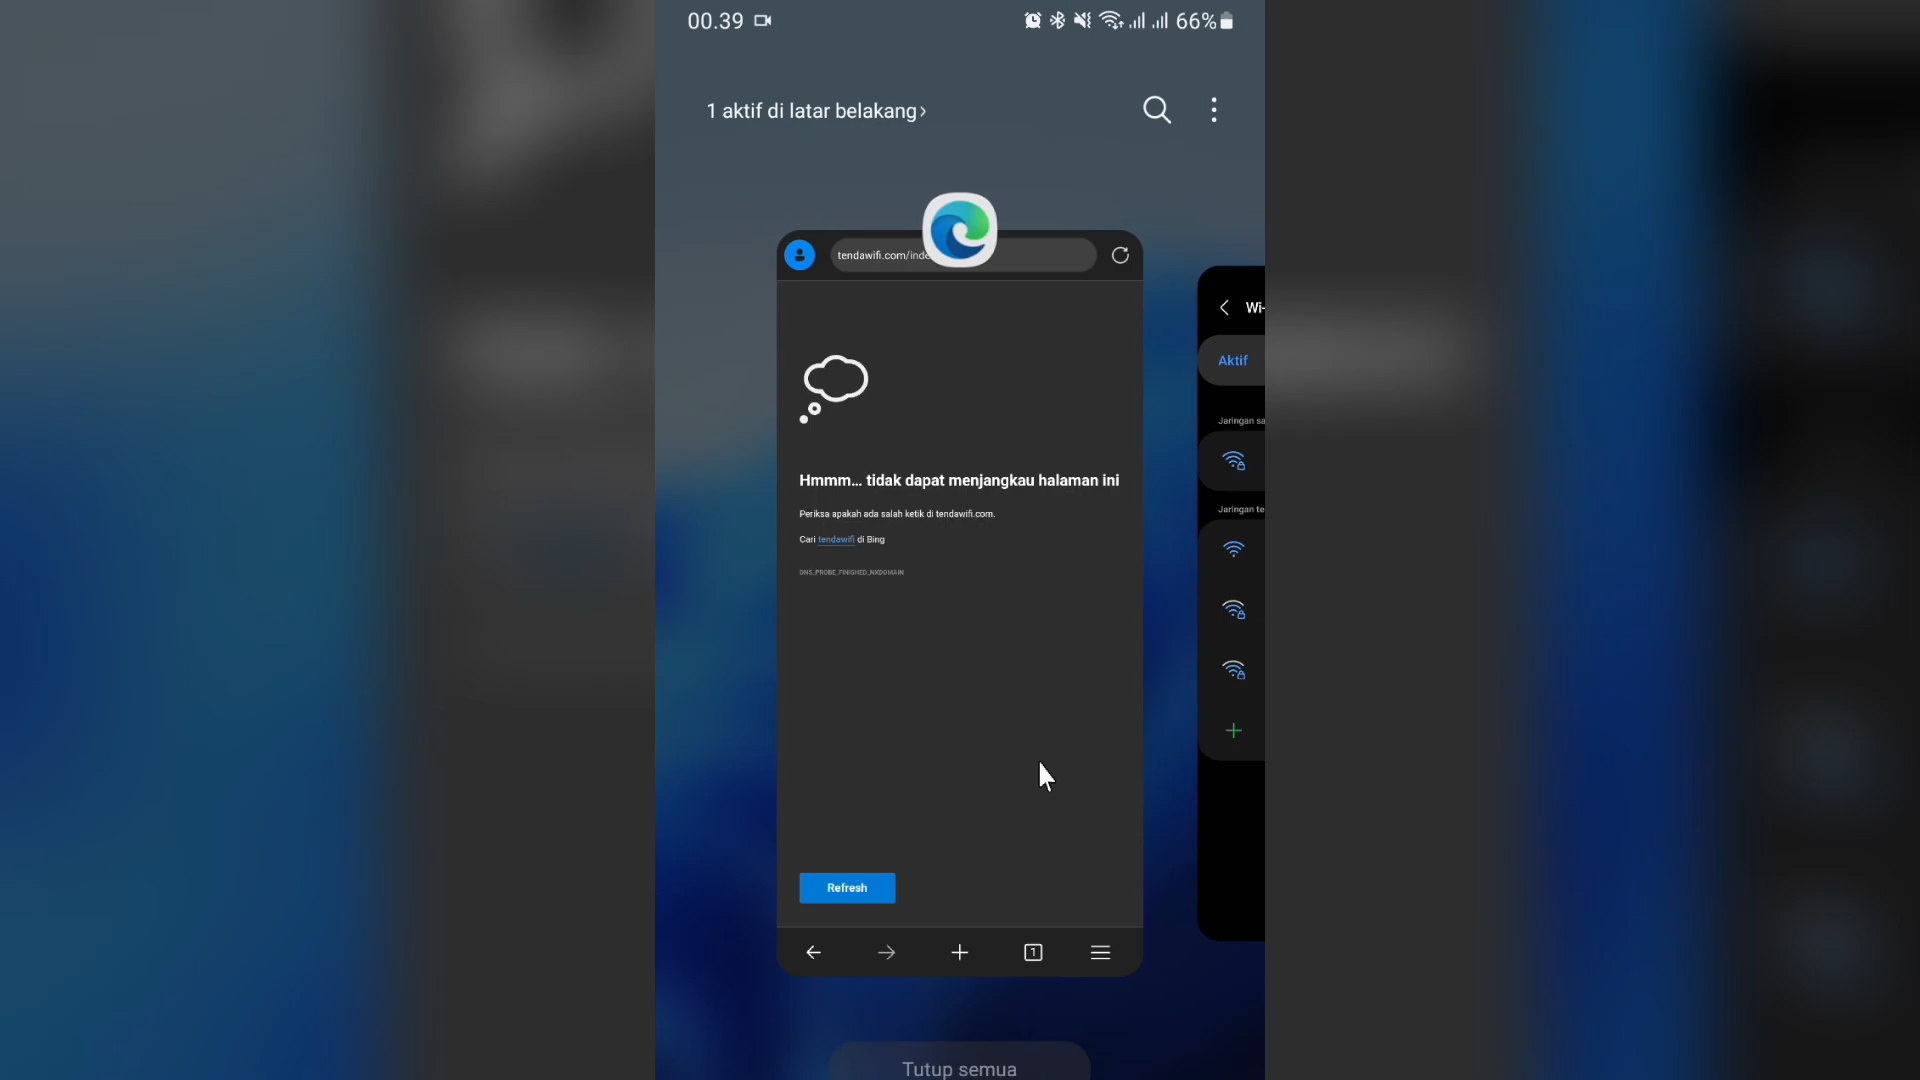 00.39
66%
1 aktif di latar belakang ›
tendawifi.com/inde
Wi-
Aktif
Hmmm... tidak dapat menjangkau halaman ini
Periksa apakah ada salah ketik di tendawifi.com.
Cari tendawifi di Bing
DNS_PROBE_FINISHED_NXDOMAIN
Jaringan sa
Jaringan te
Refresh
1
Tutup semua